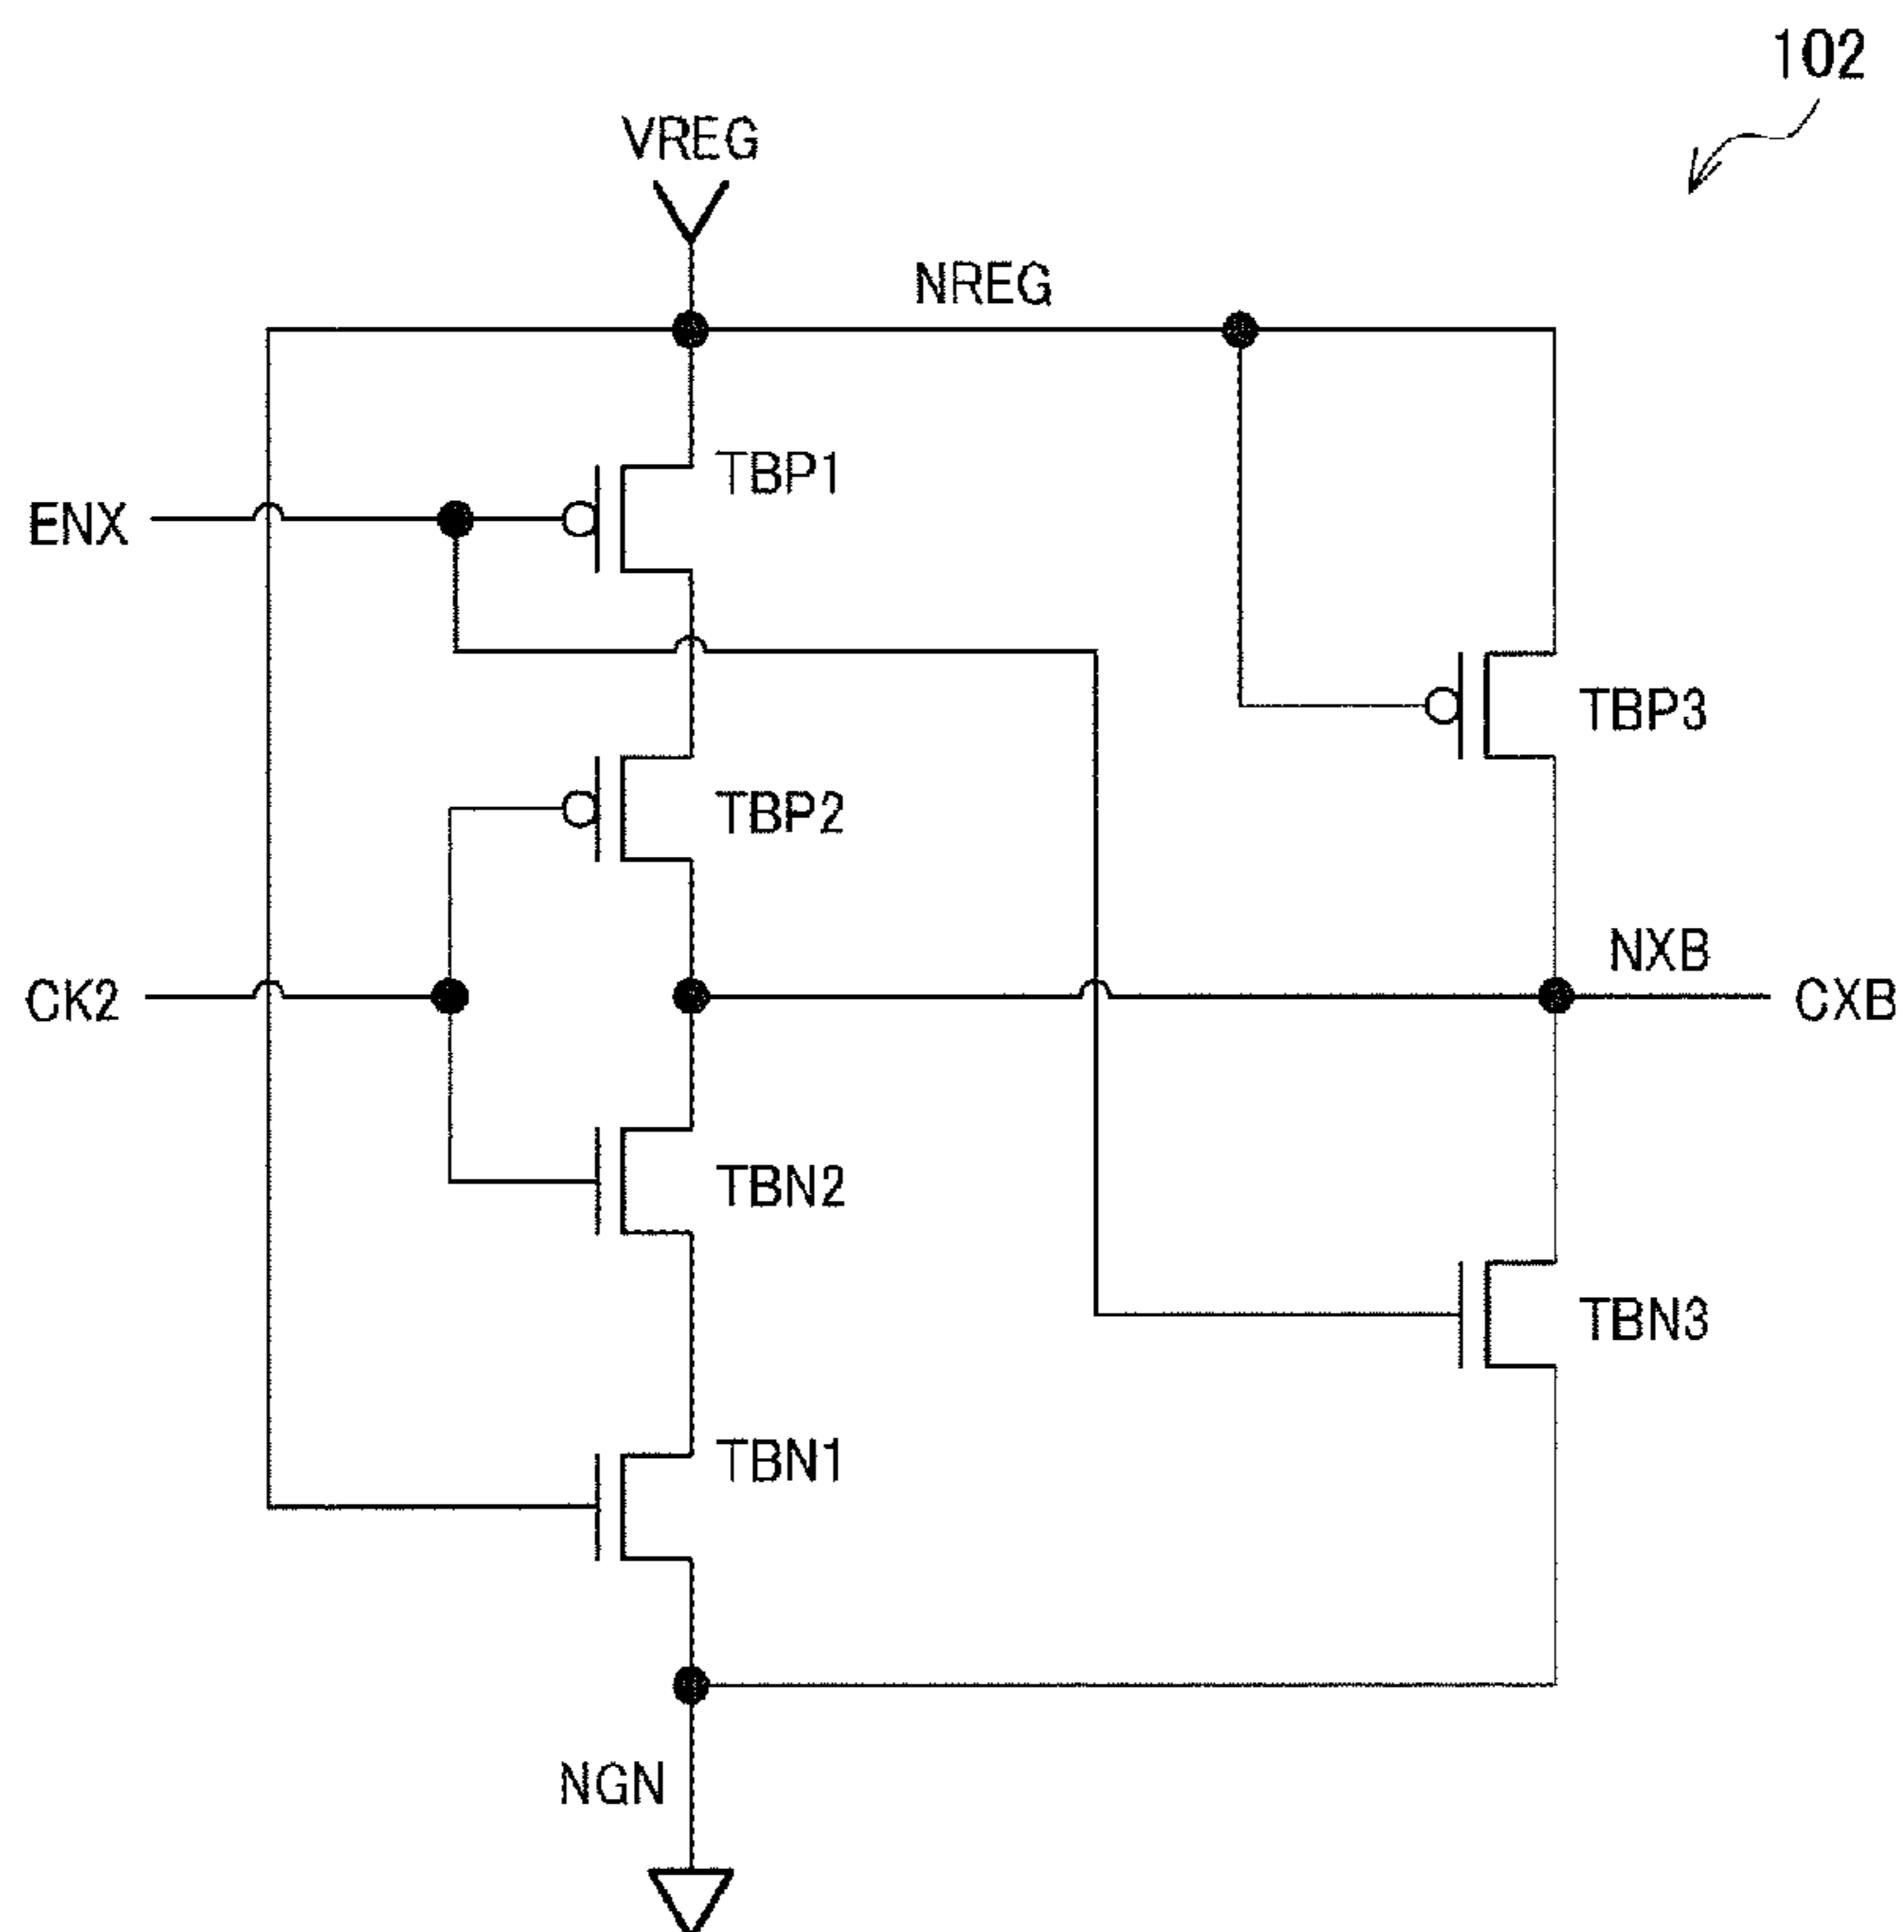 102
VREG
NREG
TBP1
ENX
TBP3
TBP2
NXB
CK2
CXB
TBN2
TBN3
TBN1
NGN